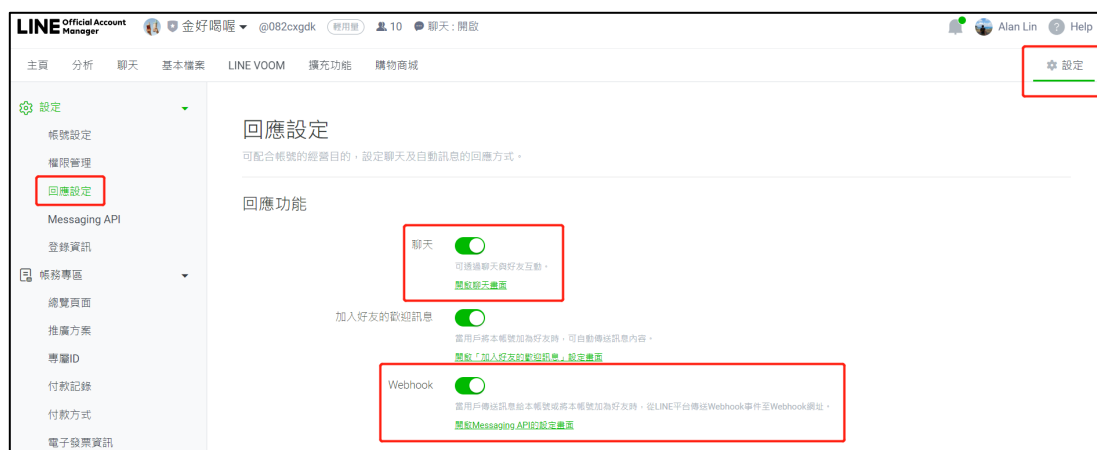 LINE Official Account Manager 金好喝喔 @082cxgdk 輕用量 10 聊天 : 開啟 Alan Lin ? Help
主頁 分析 聊天 基本檔案 LINE VOOM 擴充功能 購物商城 設定
設定
帳號設定
權限管理
回應設定
Messaging API
登錄資訊
帳務專區
總覽頁面
推廣方案
專屬ID
付款記錄
付款方式
電子發票資訊
回應設定
可配合帳號的經營目的，設定聊天及自動訊息的回應方式。
回應功能
聊天
可透過聊天與好友互動。
開啟聊天畫面
加入好友的歡迎訊息
當用戶將本帳號加為好友時，可自動傳送訊息內容。
開啟「加入好友的歡迎訊息」設定畫面
Webhook
當用戶傳送訊息給本帳號或將本帳號加為好友時，從LINE平台傳送Webhook事件至Webhook網址。
開啟Messaging API的設定畫面